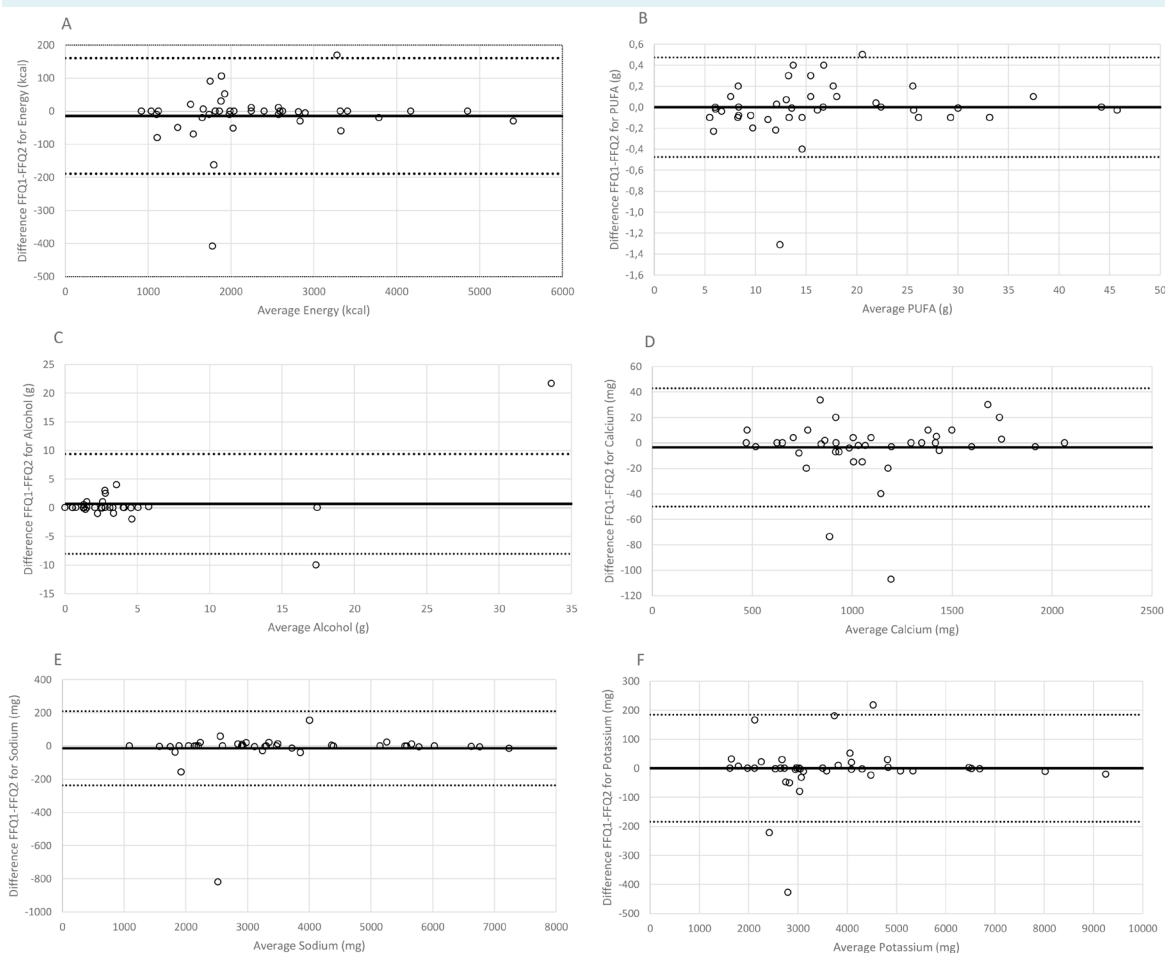 A
Difference FFQ1-FFQ2 for Energy (kcal)
200
100
0
-100
-200
-300
-400
-500
0 1000 2000 3000 4000 5000 6000
Average Energy (kcal)
B
Difference FFQ1-FFQ2 for PUFA (g)
0,6
0,4
0,2
0,0
-0,2
-0,4
-0,6
-0,8
-1,0
-1,2
-1,4
-1,6
0 5 10 15 20 25 30 35 40 45 50
Average PUFA (g)
C
Difference FFQ1-FFQ2 for Alcohol (g)
25
20
15
10
5
0
-5
-10
-15
0 5 10 15 20 25 30 35
Average Alcohol (g)
D
Difference FFQ1-FFQ2 for Calcium (mg)
60
40
20
0
-20
-40
-60
-80
-100
-120
0 500 1000 1500 2000 2500
Average Calcium (mg)
E
Difference FFQ1-FFQ2 for Sodium (mg)
400
200
0
-200
-400
-600
-800
-1000
0 1000 2000 3000 4000 5000 6000 7000 8000
Average Sodium (mg)
F
Difference FFQ1-FFQ2 for Potassium (mg)
300
200
100
0
-100
-200
-300
-400
-500
0 1000 2000 3000 4000 5000 6000 7000 8000 9000 10000
Average Potassium (mg)